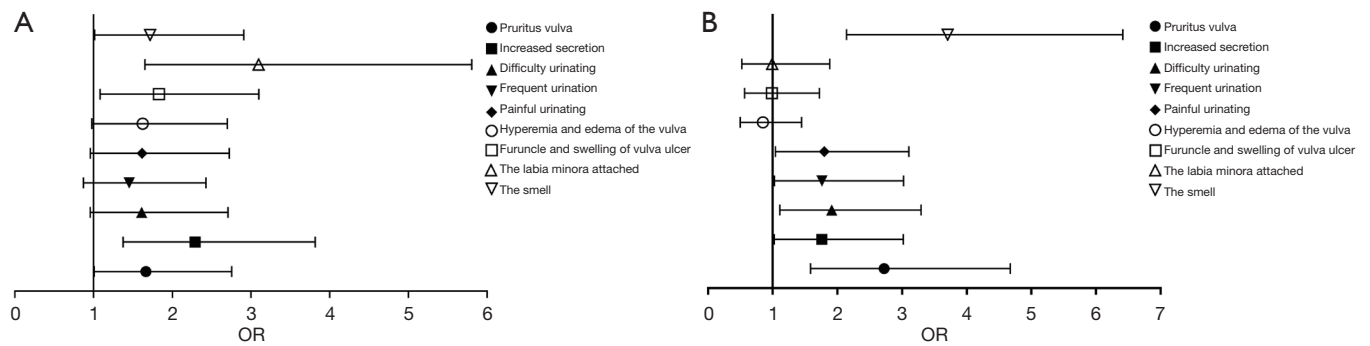 A
Pruritus vulva
Increased secretion
Difficulty urinating
Frequent urination
Painful urinating
Hyperemia and edema of the vulva
Furuncle and swelling of vulva ulcer
The labia minora attached
The smell
0 1 2 3 4 5 6
OR
B
Pruritus vulva
Increased secretion
Difficulty urinating
Frequent urination
Painful urinating
Hyperemia and edema of the vulva
Furuncle and swelling of vulva ulcer
The labia minora attached
The smell
0 1 2 3 4 5 6 7
OR